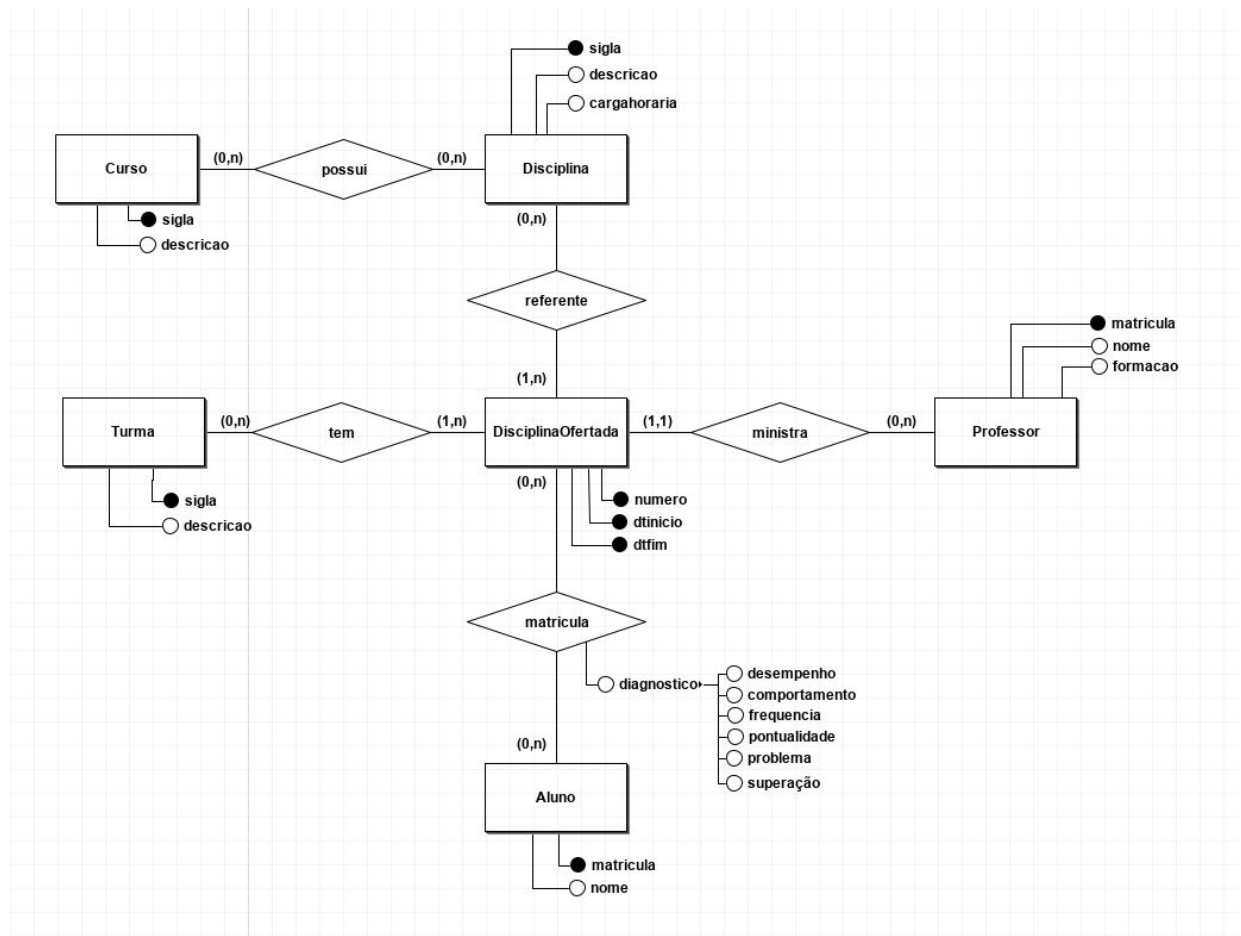 sigla
descricao
cargahoraria
Curso
(0,n)
possui
(0,n)
Disciplina
sigla
descricao
(0,n)
referente
(1,n)
matricula
nome
formacao
Turma
(0,n)
tem
(1,n)
DisciplinaOfertada
(1,1)
ministra
(0,n)
Professor
sigla
descricao
(0,n)
numero
dtinicio
dtfim
matricula
diagnostico
desempenho
comportamento
frequencia
pontualidade
problema
superação
(0,n)
Aluno
matricula
nome